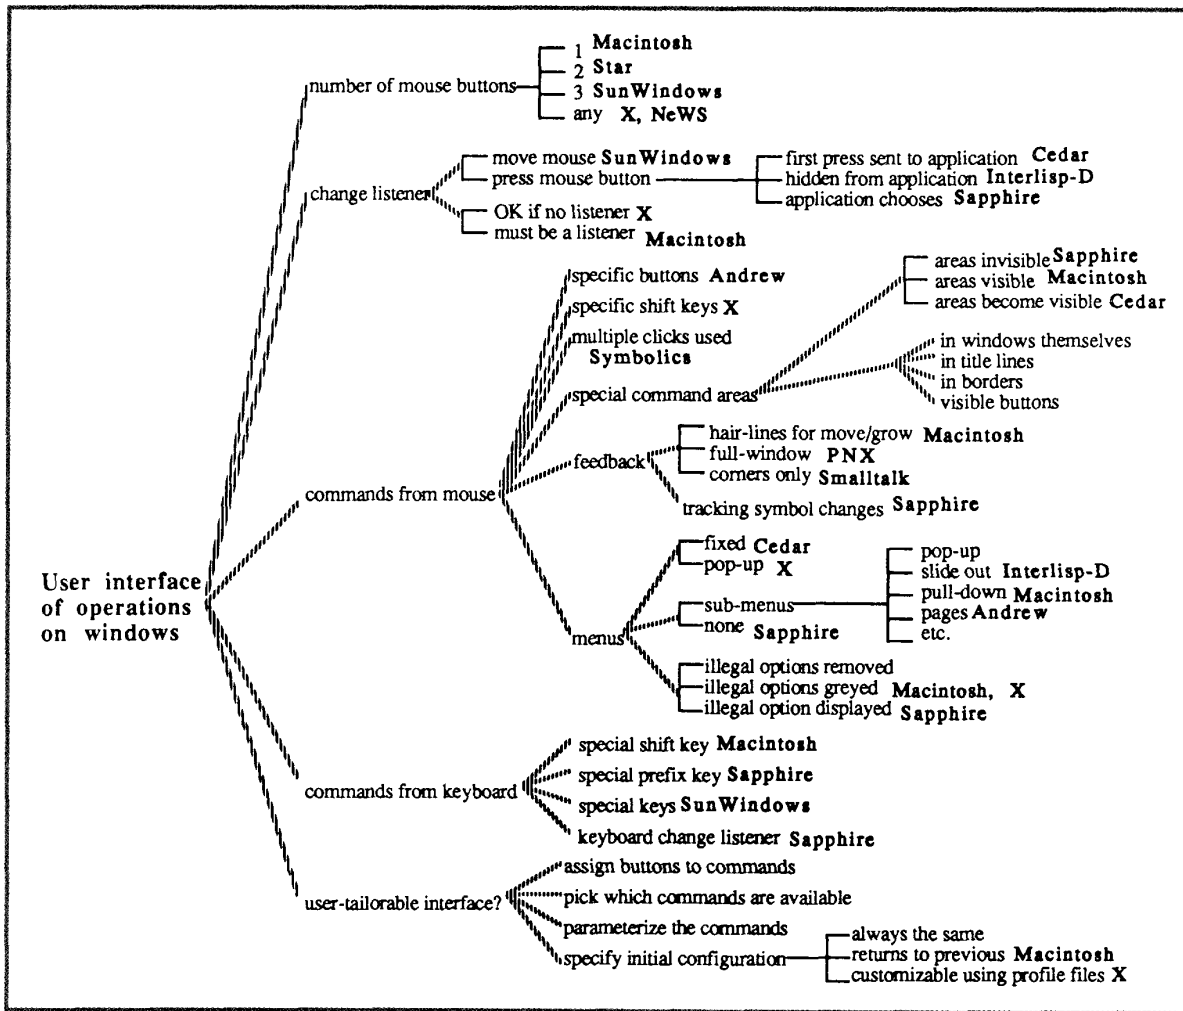 number of mouse buttons
1 Macintosh
2 Star
3 SunWindows
any X, NeWS
change listener
move mouse SunWindows
press mouse button
first press sent to application Cedar
hidden from application Interlisp-D
application chooses Sapphire
OK if no listener X
must be a listener Macintosh
commands from mouse
specific buttons Andrew
specific shift keys X
multiple clicks used
Symbolics
special command areas
areas invisible Sapphire
areas visible Macintosh
areas become visible Cedar
in windows themselves
in title lines
in borders
visible buttons
feedback
hair-lines for move/grow Macintosh
full-window PNX
corners only Smalltalk
tracking symbol changes Sapphire
menus
fixed Cedar
pop-up X
sub-menus
none Sapphire
pop-up
slide out Interlisp-D
pull-down Macintosh
pages Andrew
etc.
illegal options removed
illegal options greyed Macintosh, X
illegal option displayed Sapphire
User interface
of operations
on windows
commands from keyboard
special shift key Macintosh
special prefix key Sapphire
special keys SunWindows
keyboard change listener Sapphire
user-tailorable interface?
assign buttons to commands
pick which commands are available
parameterize the commands
specify initial configuration
always the same
returns to previous Macintosh
customizable using profile files X